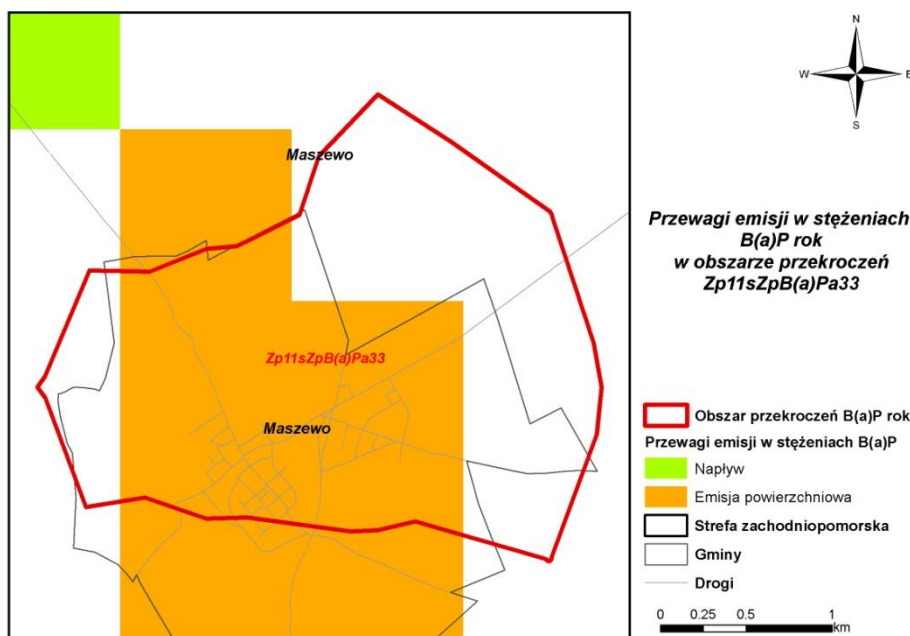 N
W
E
S
Maszewo
Przewagi emisji w stężeniach
B(a)P rok
w obszarze przekroczeń
Zp11sZpB(a)Pa33
Zp11sZpB(a)Pa33
Maszewo
Obszar przekroczeń B(a)P rok
Przewagi emisji w stężeniach B(a)P
Napływ
Emisja powierzchniowa
Strefa zachodniopomorska
Gminy
Drogi
0 0.25 0.5 1
km